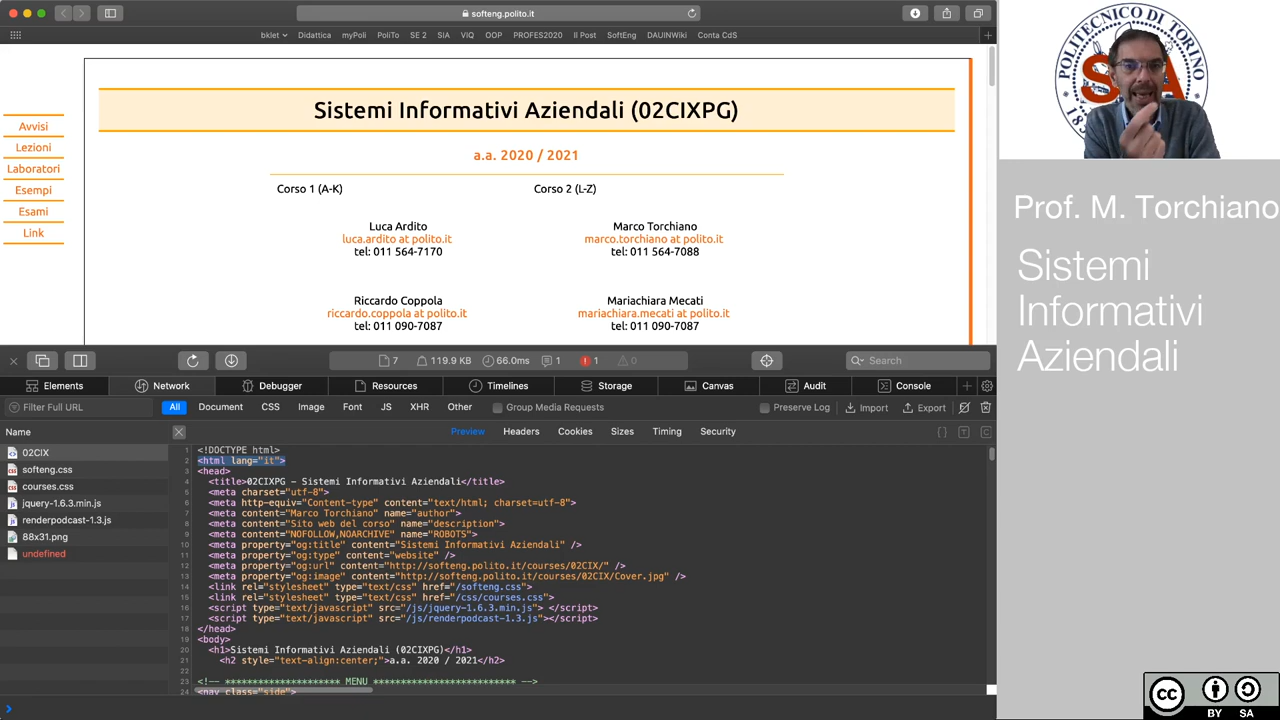 softeng.polito.it
bklet
Didattica
myPoli
PoliTo
SE 2
SIA
VIQ
OOP
PROFES2020
Il Post
SoftEng
DAUINWiki
Conta CdS
Avvisi
Lezioni
Laboratori
Esempi
Esami
Link
Sistemi Informativi Aziendali (02CIXPG)
a.a. 2020 / 2021
Corso 1 (A-K)
Corso 2 (L-Z)
Luca Ardito
luca.ardito at polito.it
tel: 011 564-7170
Marco Torchiano
marco.torchiano at polito.it
tel: 011 564-7088
Riccardo Coppola
riccardo.coppola at polito.it
tel: 011 090-7087
Mariachiara Mecati
mariachiara.mecati at polito.it
tel: 011 090-7087
7
119.9 KB
66.0ms
1
1
0
Search
Elements
Network
Debugger
Resources
Timelines
Storage
Canvas
Audit
Console
Filter Full URL
All
Document
CSS
Image
Font
JS
XHR
Other
Group Media Requests
Preserve Log
Import
Export
Name
Preview
Headers
Cookies
Sizes
Timing
Security
02CIX
softeng.css
courses.css
jquery-1.6.3.min.js
renderpodcast-1.3.js
88x31.png
undefined
1 <!DOCTYPE html>
2 <html lang="it">
3 <head>
4 <title>02CIXPG – Sistemi Informativi Aziendali</title>
5 <meta charset="utf-8">
6 <meta http-equiv="Content-type" content="text/html; charset=utf-8">
7 <meta content="Marco Torchiano" name="author">
8 <meta content="Sito web del corso" name="description">
9 <meta content="NOFOLLOW,NOARCHIVE" name="ROBOTS">
10 <meta property="og:title" content="Sistemi Informativi Aziendali" />
11 <meta property="og:type" content="website" />
12 <meta property="og:url" content="http://softeng.polito.it/courses/02CIX/" />
13 <meta property="og:image" content="http://softeng.polito.it/courses/02CIX/Cover.jpg" />
14 <link rel="stylesheet" type="text/css" href="/softeng.css">
15 <link rel="stylesheet" type="text/css" href="/css/courses.css">
16 <script type="text/javascript" src="/js/jquery-1.6.3.min.js"> </script>
17 <script type="text/javascript" src="/js/renderpodcast-1.3.js"></script>
18 </head>
19 <body>
20 <h1>Sistemi Informativi Aziendali (02CIXPG)</h1>
21 <h2 style="text-align:center;">a.a. 2020 / 2021</h2>
22
23 <!-- ******************** MENU ************************** -->
24 <nav class="side">
POLITECNICO DI TORINO
Prof. M. Torchiano
Sistemi
Informativi
Aziendali
cc
BY SA